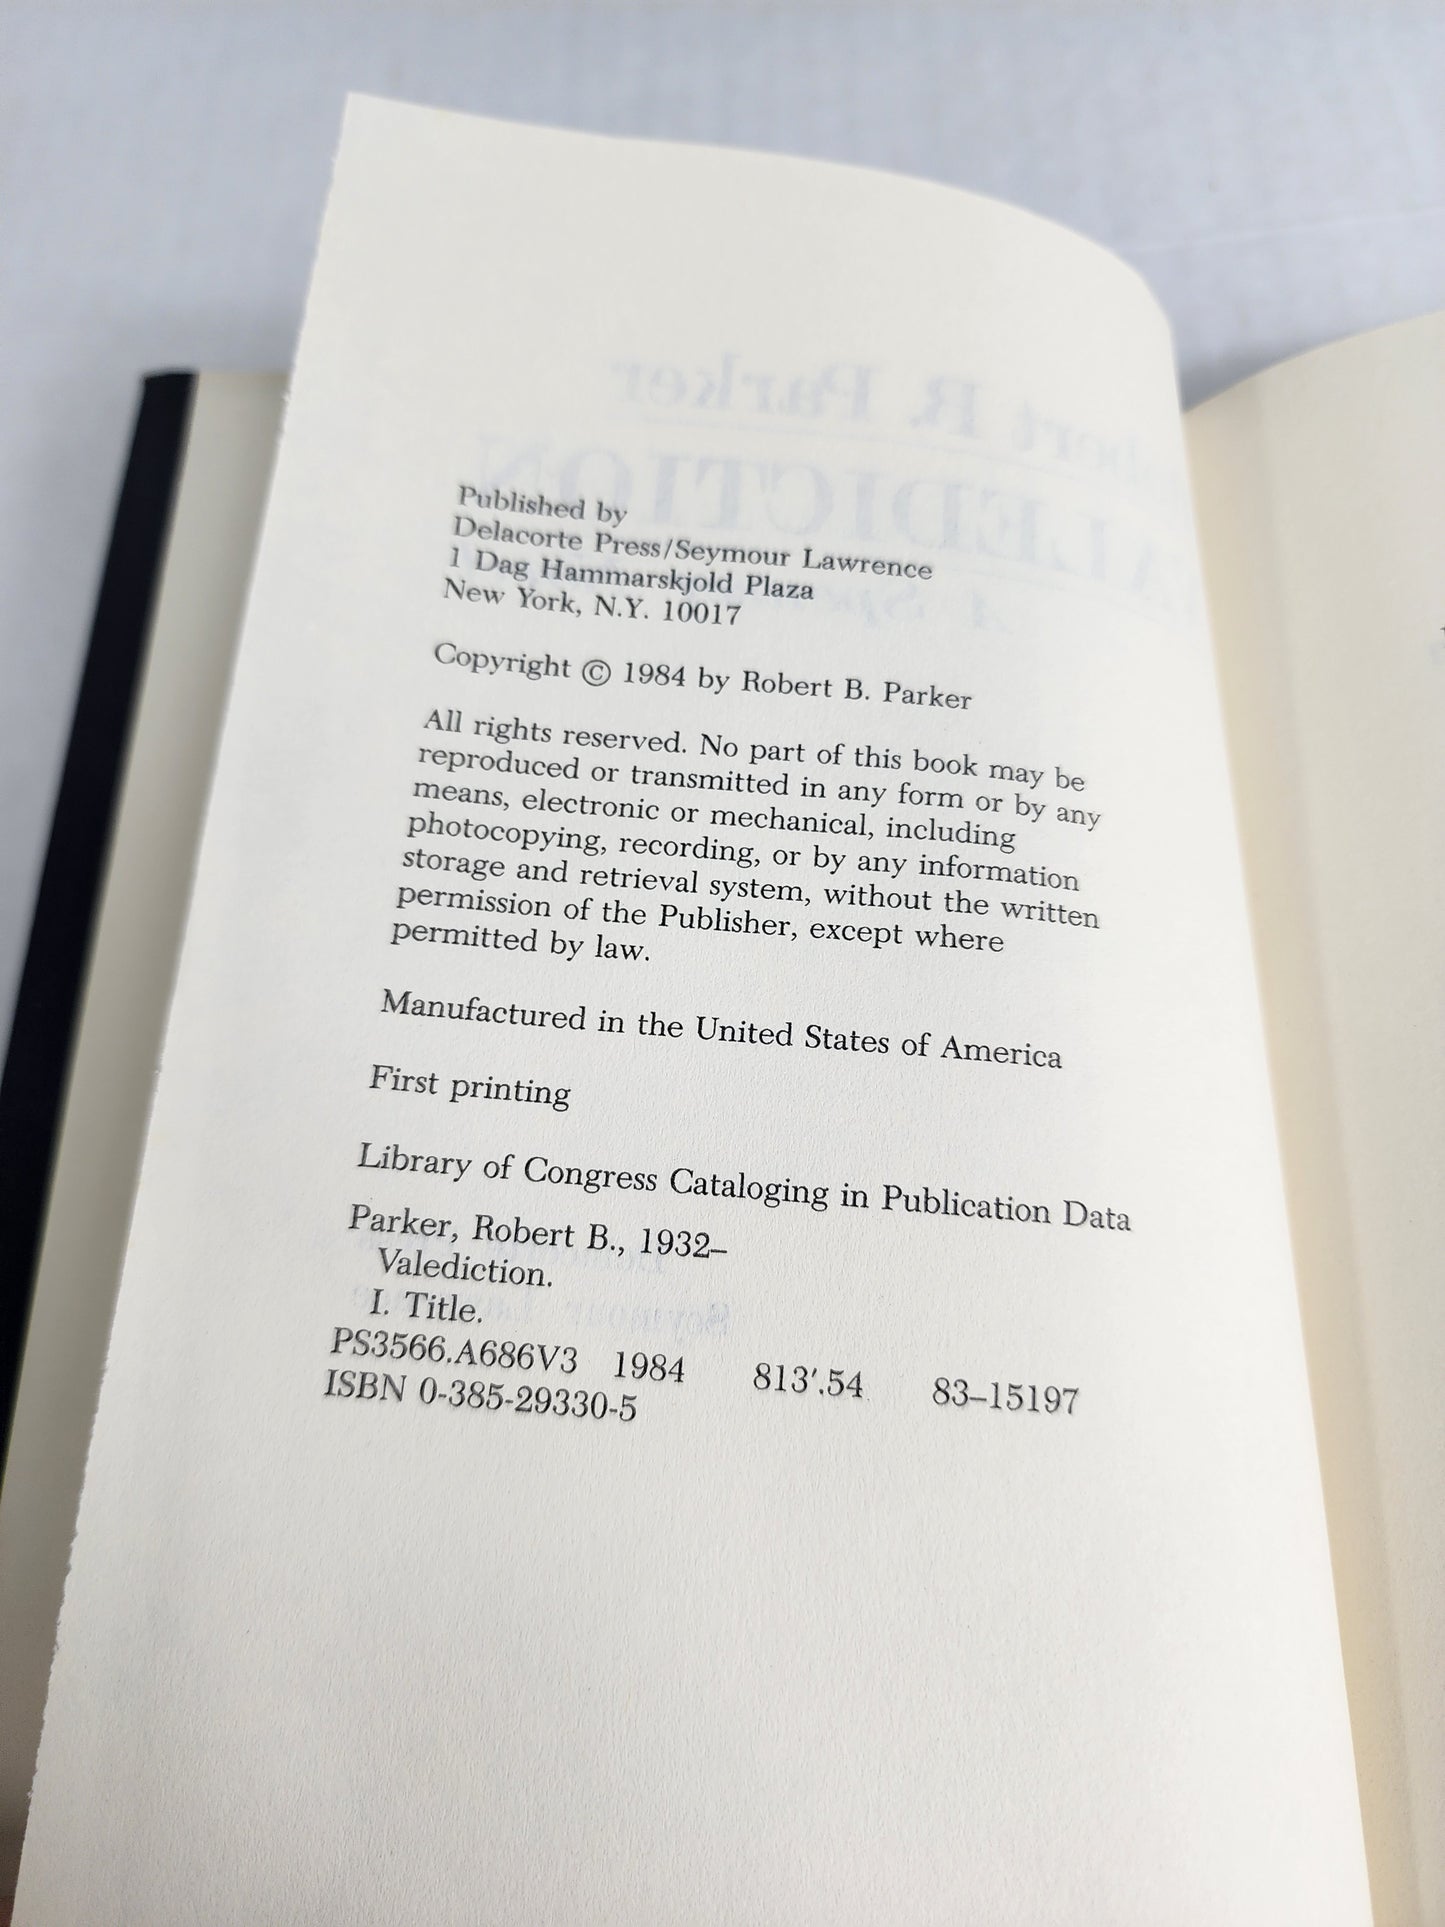 Published by
Delacorte Press/Seymour Lawrence
1 Dag Hammarskjold Plaza
New York, N.Y. 10017
Copyright © 1984 by Robert B. Parker
All rights reserved. No part of this book may be
reproduced or transmitted in any form or by any
means, electronic or mechanical, including
photocopying, recording, or by any information
storage and retrieval system, without the written
permission of the Publisher, except where
permitted by law.
Manufactured in the United States of America
First printing
Library of Congress Cataloging in Publication Data
Parker, Robert B., 1932–
Valediction.
I. Title.
PS3566.A686V3 1984 813′.54 83–15197
ISBN 0-385-29330-5